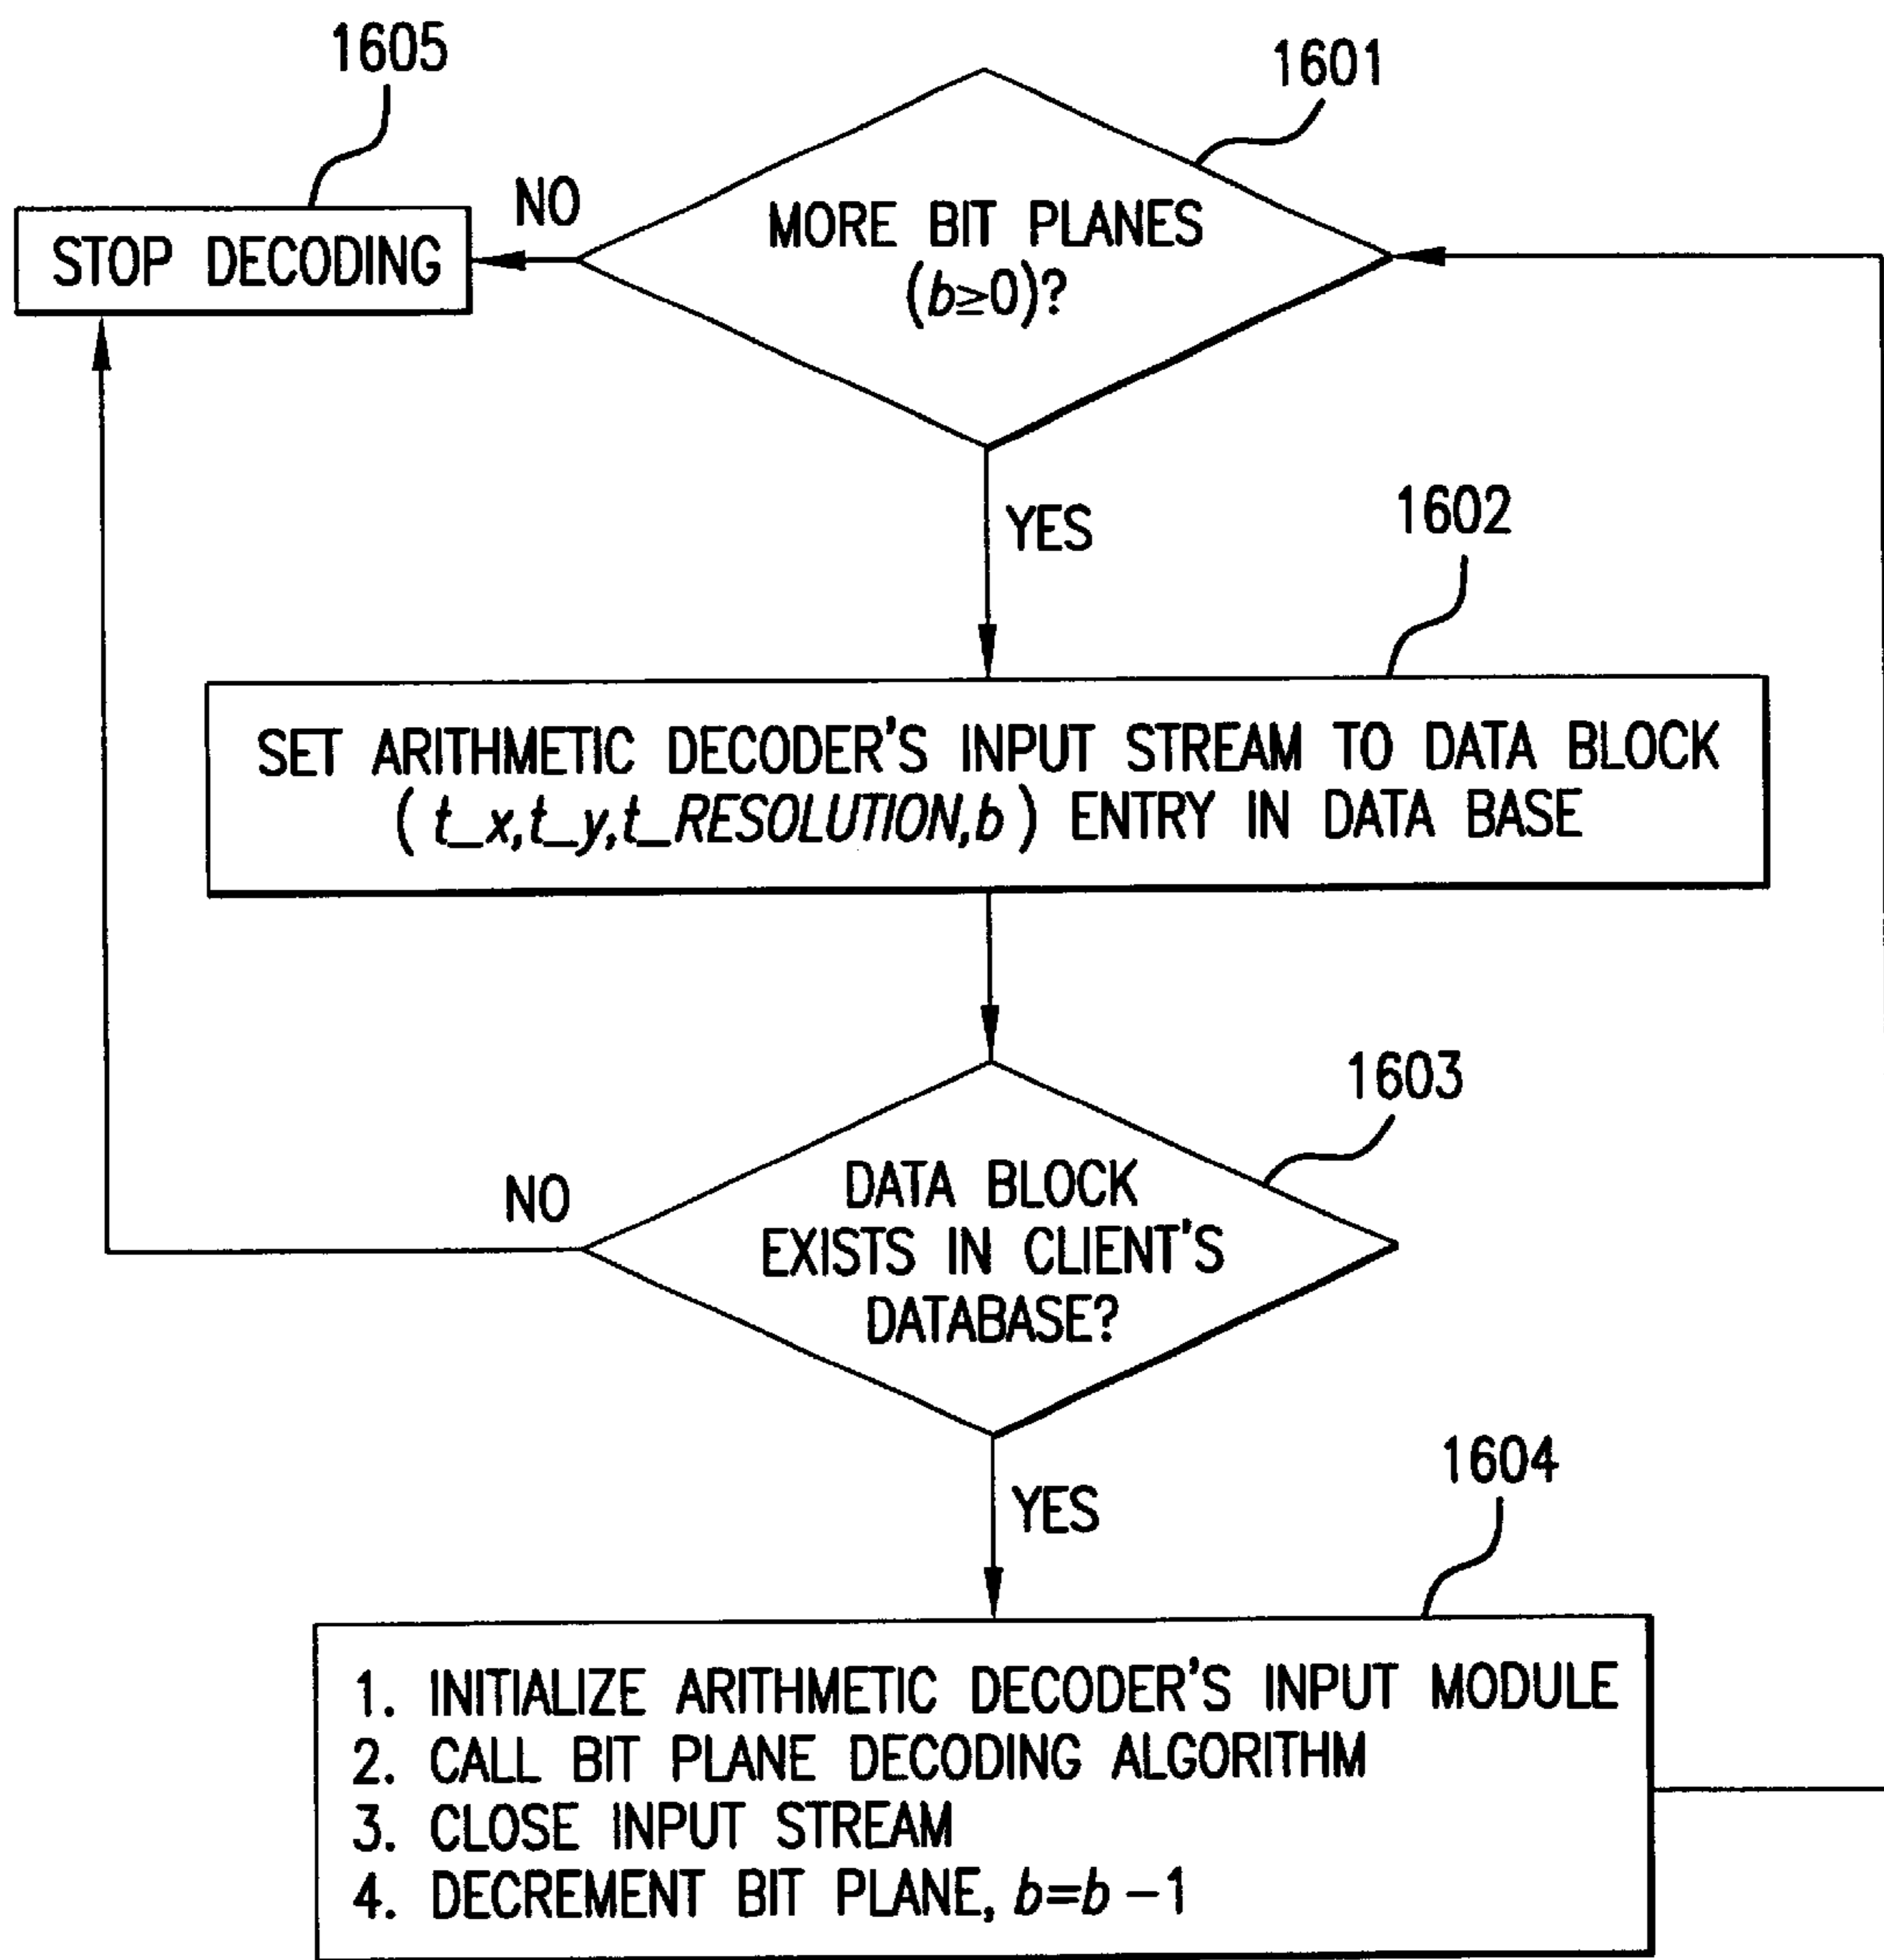 1605
1601
NO
MORE BIT PLANES
(b≥0)?
STOP DECODING
YES
1602
SET ARITHMETIC DECODER'S INPUT STREAM TO DATA BLOCK
(t_x,t_y,t_RESOLUTION,b) ENTRY IN DATA BASE
1603
NO
DATA BLOCK
EXISTS IN CLIENT'S
DATABASE?
YES
1604
1. INITIALIZE ARITHMETIC DECODER'S INPUT MODULE
2. CALL BIT PLANE DECODING ALGORITHM
3. CLOSE INPUT STREAM
4. DECREMENT BIT PLANE, b=b-1